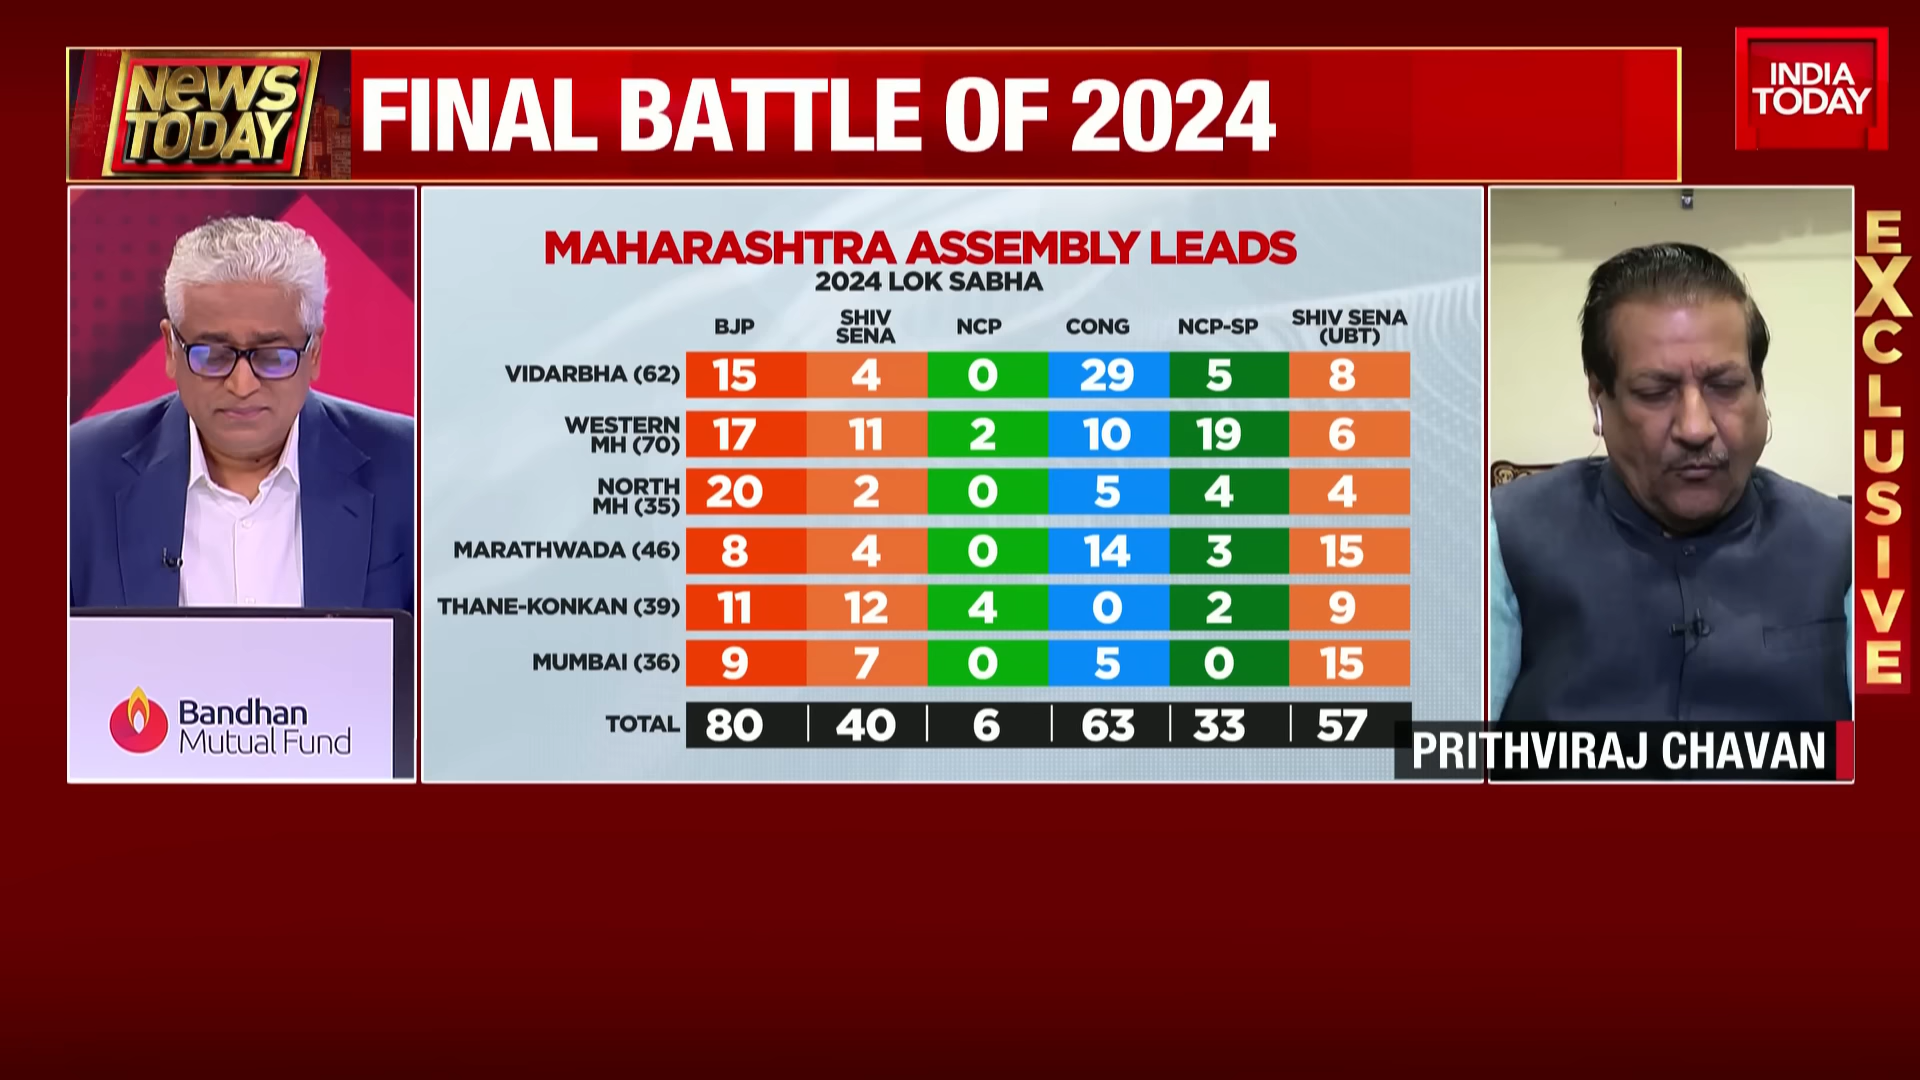 NEWS
TODAY
FINAL BATTLE OF 2024
INDIA
TODAY
EXCLUSIVE
MAHARASHTRA ASSEMBLY LEADS
2024 LOK SABHA
BJP SHIV SENA NCP CONG NCP-SP SHIV SENA (UBT)
VIDARBHA (62) 15 4 0 29 5 8
WESTERN MH (70) 17 11 2 10 19 6
NORTH MH (35) 20 2 0 5 4 4
MARATHWADA (46) 8 4 0 14 3 15
THANE-KONKAN (39) 11 12 4 0 2 9
MUMBAI (36) 9 7 0 5 0 15
TOTAL 80 40 6 63 33 57
PRITHVIRAJ CHAVAN
Bandhan
Mutual Fund